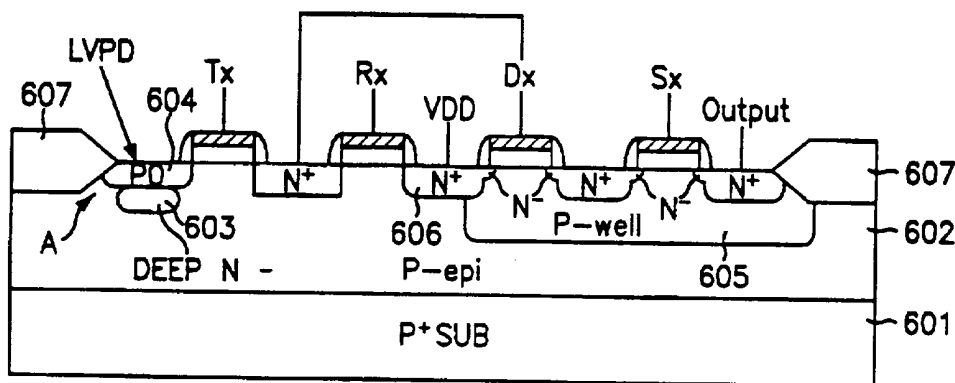 LVPD
Tx
Rx
Dx
Sx
607
604
VDD
Output
PO
N+
N+
N+
N+
607
N-
N-
A
603
606
P-well
602
DEEP N -
P-epi
605
P+ SUB
601